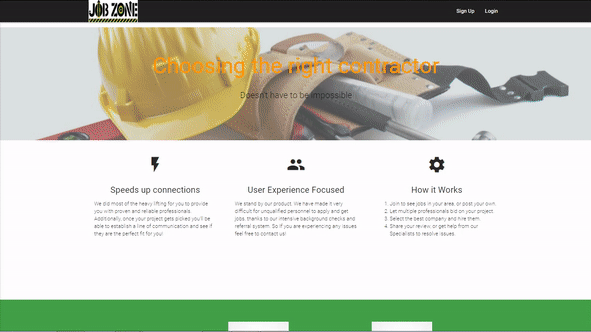 JOB ZONE
Sign Up Login
Choosing the right contractor
Doesn't have to be impossible
Speeds up connections
We did most of the heavy lifting for you to provide
you with proven and reliable professionals.
Additionally, once your project gets picked you'll be
able to establish a line of communication and see if
they are the perfect fit for you!
User Experience Focused
We stand by our product. We have made it very
difficult for unqualified personnel to apply and get
jobs, thanks to our intensive background checks and
referral system. So if you are experiencing any issues
feel free to contact us!
How it Works
1. Join to see jobs in your area, or post your own.
2. Let multiple professionals bid on your project.
3. Select the best company and hire them.
4. Share your review, or get help from our
Specialists to resolve issues.